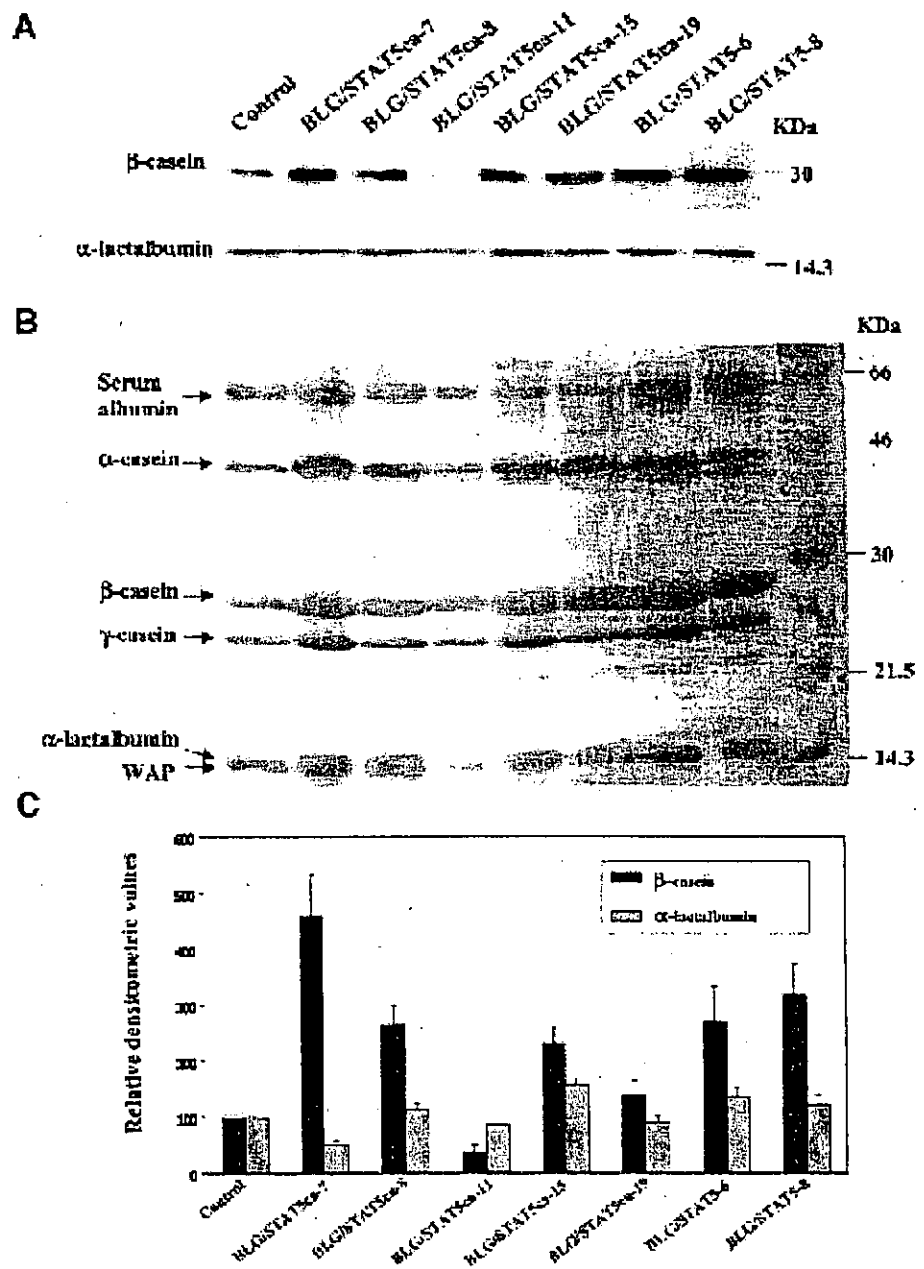 A
Control
BLG/STAT5ca-7
BLG/STAT5ca-8
BLG/STAT5ca-11
BLG/STAT5ca-15
BLG/STAT5ca-19
BLG/STAT5-6
BLG/STAT5-8
KDa
β-casein
30
α-lactalbumin
14.3
B
KDa
Serum
albumin
66
46
α-casein
30
β-casein
γ-casein
21.5
α-lactalbumin
14.3
WAP
C
Relative densitometric values
600
500
400
300
200
100
0
β-casein
α-lactalbumin
Control
BLG/STAT5ca-7
BLG/STAT5ca-8
BLG/STAT5ca-11
BLG/STAT5ca-15
BLG/STAT5ca-19
BLG/STAT5-6
BLG/STAT5-8